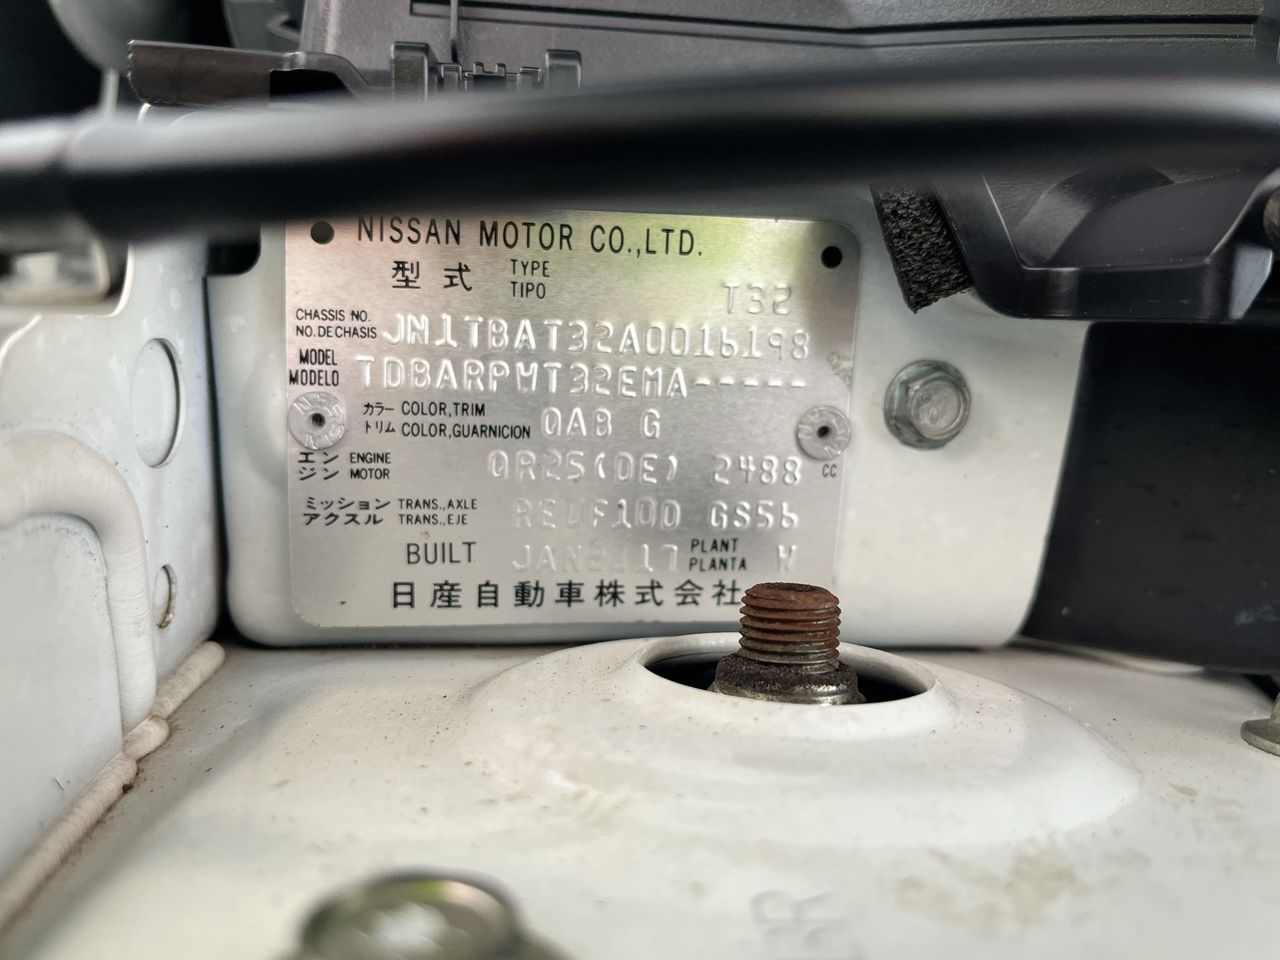 NISSAN MOTOR CO.,LTD.
型式 TYPE TIPO T32
CHASSIS NO. NO.DE CHASIS JN1TBAT32A0016198
MODEL MODELO TDBARPWT32EMA-----
カラー COLOR,TRIM
トリム COLOR,GUARNICION QAB G
エン ENGINE
ジン MOTOR QR25(DE) 2488 CC
ミッション TRANS.,AXLE
アクスル TRANS.,EJE RE0F10D GS56
BUILT JAN2017 PLANT PLANTA W
日産自動車株式会社